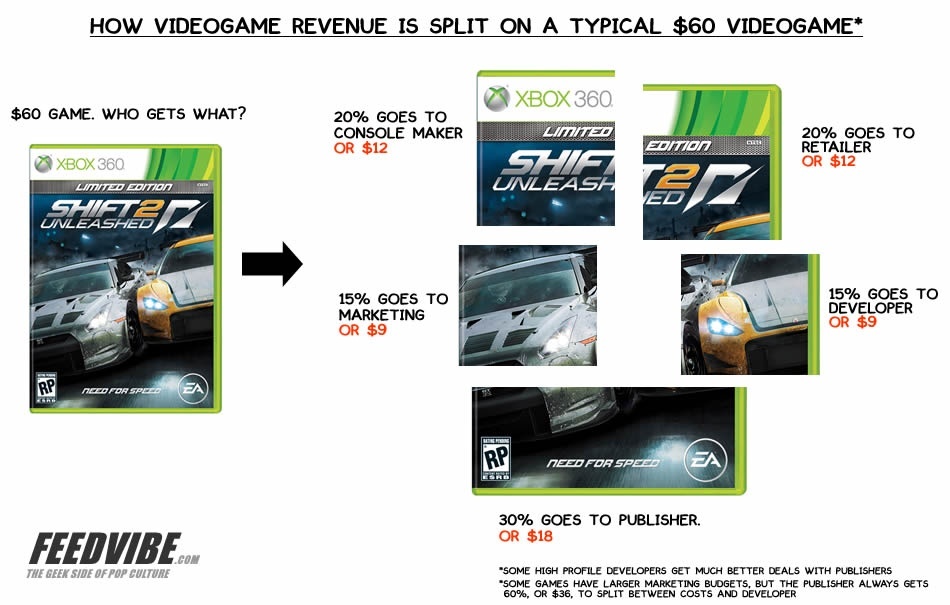 HOW VIDEOGAME REVENUE IS SPLIT ON A TYPICAL $60 VIDEOGAME*
$60 GAME. WHO GETS WHAT?
XBOX 360
LIMITED EDITION
SHIFT 2
UNLEASHED
RP
ESRB
NEED FOR SPEED
EA
20% GOES TO
CONSOLE MAKER
OR $12
XBOX 360
LIMITED
SHIFT
UNLEASH
EDITION
T2
ED
20% GOES TO
RETAILER
OR $12
15% GOES TO
MARKETING
OR $9
15% GOES TO
DEVELOPER
OR $9
RATING PENDING
RP
ESRB
NEED FOR SPEED
EA
30% GOES TO PUBLISHER.
OR $18
FEEDVIBE.COM
THE GEEK SIDE OF POP CULTURE
*SOME HIGH PROFILE DEVELOPERS GET MUCH BETTER DEALS WITH PUBLISHERS
*SOME GAMES HAVE LARGER MARKETING BUDGETS, BUT THE PUBLISHER ALWAYS GETS
60%, OR $36, TO SPLIT BETWEEN COSTS AND DEVELOPER